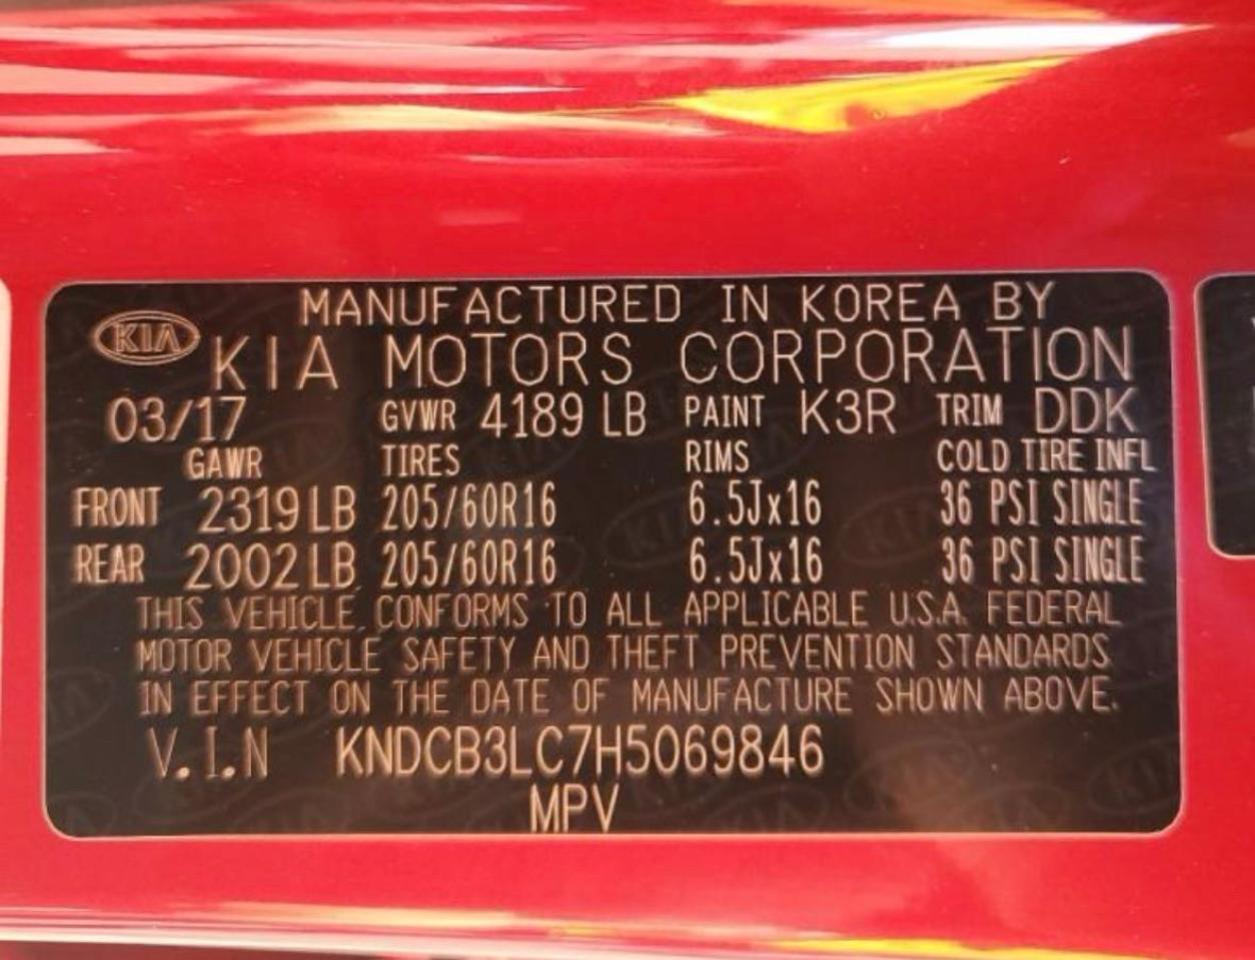 MANUFACTURED IN KOREA BY
KIA
KIA MOTORS CORPORATION
03/17 GVWR 4189 LB PAINT K3R TRIM DDK
GAWR TIRES RIMS COLD TIRE INFL
FRONT 2319 LB 205/60R16 6.5Jx16 36 PSI SINGLE
REAR 2002 LB 205/60R16 6.5Jx16 36 PSI SINGLE
THIS VEHICLE CONFORMS TO ALL APPLICABLE U.S.A. FEDERAL
MOTOR VEHICLE SAFETY AND THEFT PREVENTION STANDARDS
IN EFFECT ON THE DATE OF MANUFACTURE SHOWN ABOVE.
V.I.N KNDCB3LC7H5069846
MPV